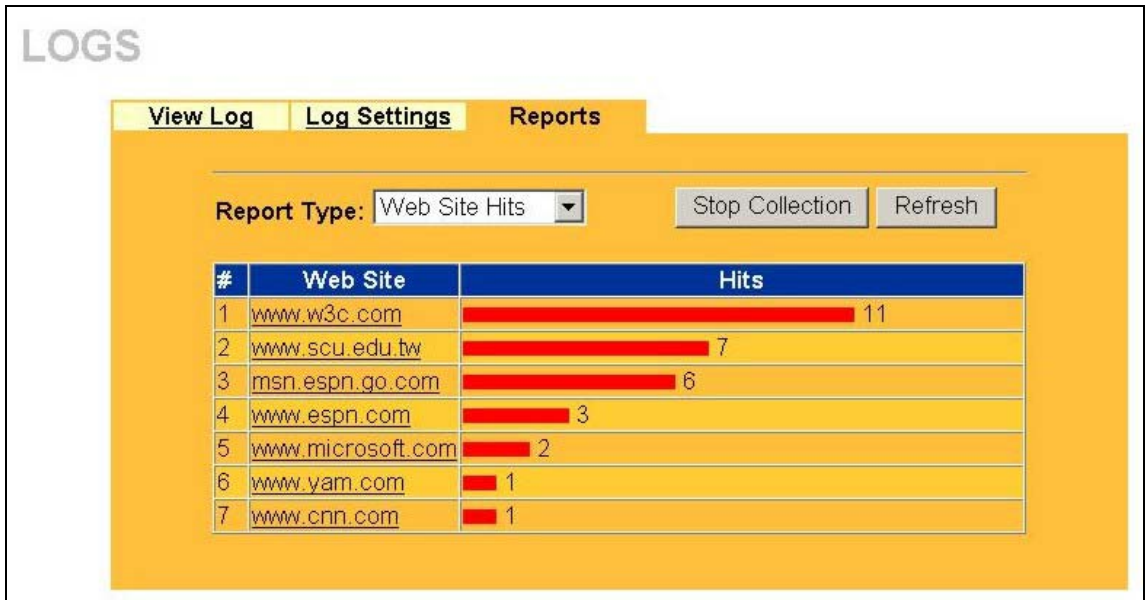 LOGS
View Log Log Settings Reports
Report Type: Web Site Hits Stop Collection Refresh
# Web Site Hits
1 www.w3c.com 11
2 www.scu.edu.tw 7
3 msn.espn.go.com 6
4 www.espn.com 3
5 www.microsoft.com 2
6 www.yam.com 1
7 www.cnn.com 1